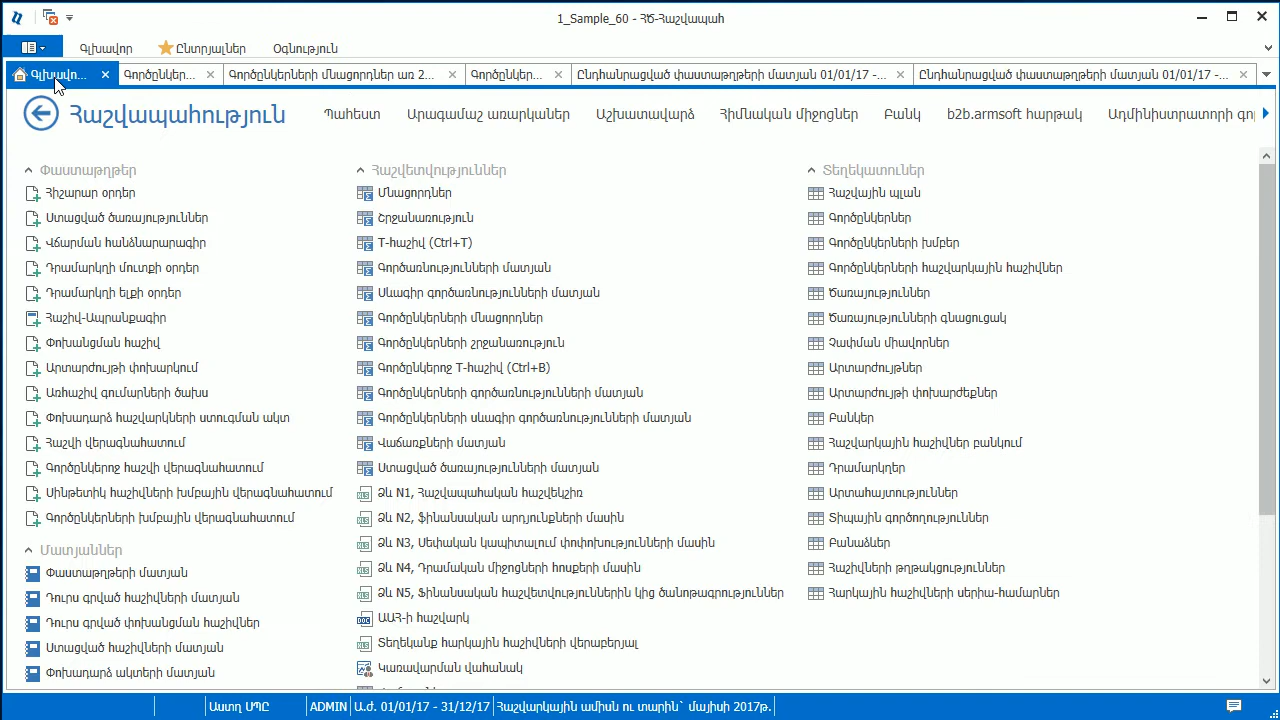 1_Sample_60 - ՀԾ-Հաշվապահ
Գլխավոր Ընտրյալներ Օգնություն
Գլխավո... Գործընկեր... Գործընկերների մնացորդներ առ 2... Գործընկեր... Ընդհանրացված փաստաթղթերի մատյան 01/01/17 -... Ընդհանրացված փաստաթղթերի մատյան 01/01/17 -...
Հաշվապահություն Պահեստ Արագամաշ առարկաներ Աշխատավարձ Հիմնական միջոցներ Բանկ b2b.armsoft հարթակ Ադմինիստրատորի գոր
Փաստաթղթեր
Հիշարար օրդեր
Ստացված ծառայություններ
Վճարման հանձնարարագիր
Դրամարկղի մուտքի օրդեր
Դրամարկղի ելքի օրդեր
Հաշիվ-Ապրանքագիր
Փոխանցման հաշիվ
Արտարժույթի փոխարկում
Առհաշիվ գումարների ծախս
Փոխադարձ հաշվարկների ստուգման ակտ
Հաշվի վերագնահատում
Գործընկերոջ հաշվի վերագնահատում
Սինթետիկ հաշիվների խմբային վերագնահատում
Գործընկերների խմբային վերագնահատում
Մատյաններ
Փաստաթղթերի մատյան
Դուրս գրված հաշիվների մատյան
Դուրս գրված փոխանցման հաշիվներ
Ստացված հաշիվների մատյան
Փոխադարձ ակտերի մատյան
Հաշվետվություններ
Մնացորդներ
Շրջանառություն
T-հաշիվ (Ctrl+T)
Գործառնությունների մատյան
Սևագիր գործառնությունների մատյան
Գործընկերների մնացորդներ
Գործընկերների շրջանառություն
Գործընկերոջ T-հաշիվ (Ctrl+B)
Գործընկերների գործառնությունների մատյան
Գործընկերների սևագիր գործառնությունների մատյան
Վաճառքների մատյան
Ստացված ծառայությունների մատյան
Ձև N1, Հաշվապահական հաշվեկշիռ
Ձև N2, Ֆինանսական արդյունքների մասին
Ձև N3, Սեփական կապիտալում փոփոխությունների մասին
Ձև N4, Դրամական միջոցների հոսքերի մասին
Ձև N5, Ֆինանսական հաշվետվություններին կից ծանոթագրություններ
ԱԱՀ-ի հաշվարկ
Տեղեկանք հարկային հաշիվների վերաբերյալ
Կառավարման վահանակ
Տեղեկատուներ
Հաշվային պլան
Գործընկերներ
Գործընկերների խմբեր
Գործընկերների հաշվարկային հաշիվներ
Ծառայություններ
Ծառայությունների գնացուցակ
Չափման միավորներ
Արտարժույթներ
Արտարժույթի փոխարժեքներ
Բանկեր
Հաշվարկային հաշիվներ բանկում
Դրամարկղեր
Արտահայտություններ
Տիպային գործողություններ
Բանաձևեր
Հաշիվների թղթակցություններ
Հարկային հաշիվների սերիա-համարներ
Աստղ ՍՊԸ ADMIN Ա.Ժ. 01/01/17 - 31/12/17 Հաշվարկային ամիսն ու տարին` մայիսի 2017թ.